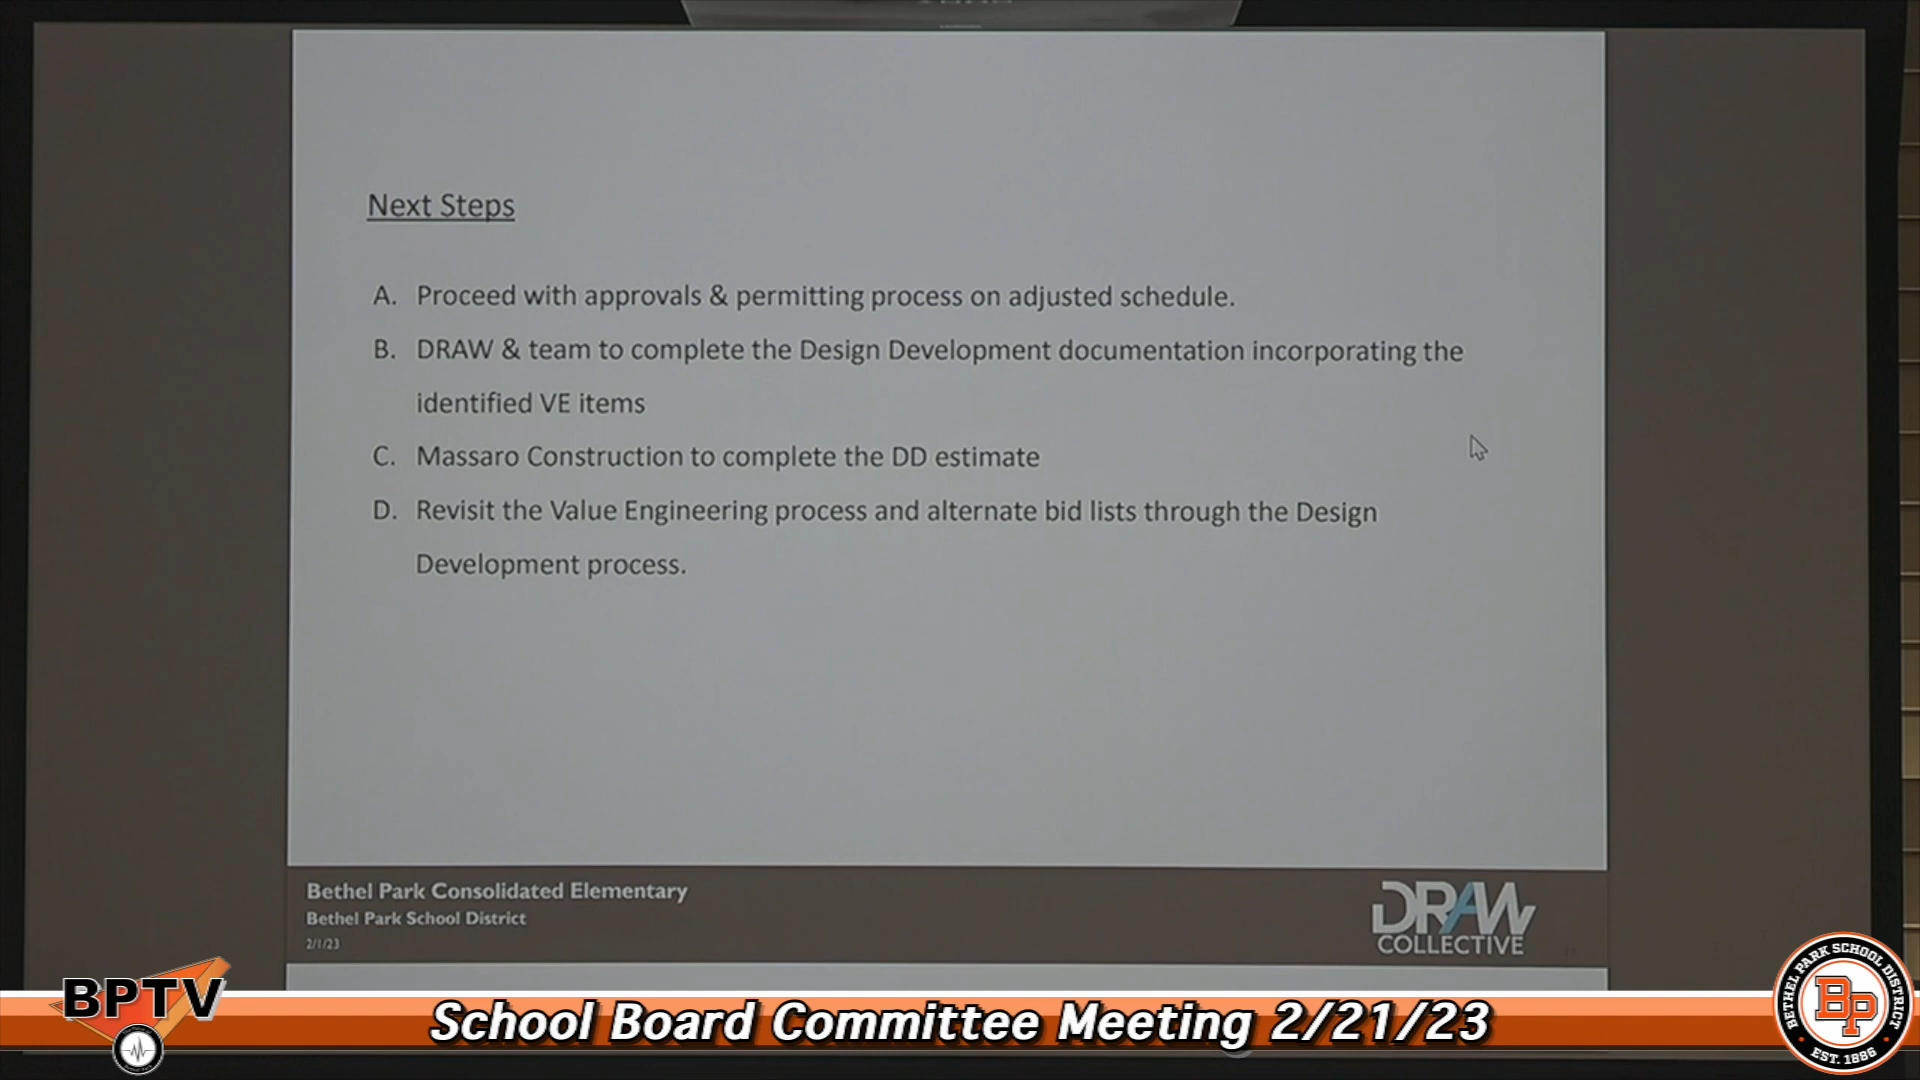 Next Steps
A. Proceed with approvals & permitting process on adjusted schedule.
B. DRAW & team to complete the Design Development documentation incorporating the
identified VE items
C. Massaro Construction to complete the DD estimate
D. Revisit the Value Engineering process and alternate bid lists through the Design
Development process.
Bethel Park Consolidated Elementary
Bethel Park School District
2/1/23
DRAW
COLLECTIVE
BPTV
School Board Committee Meeting 2/21/23
BETHEL PARK SCHOOL DISTRICT
BP
EST. 1886